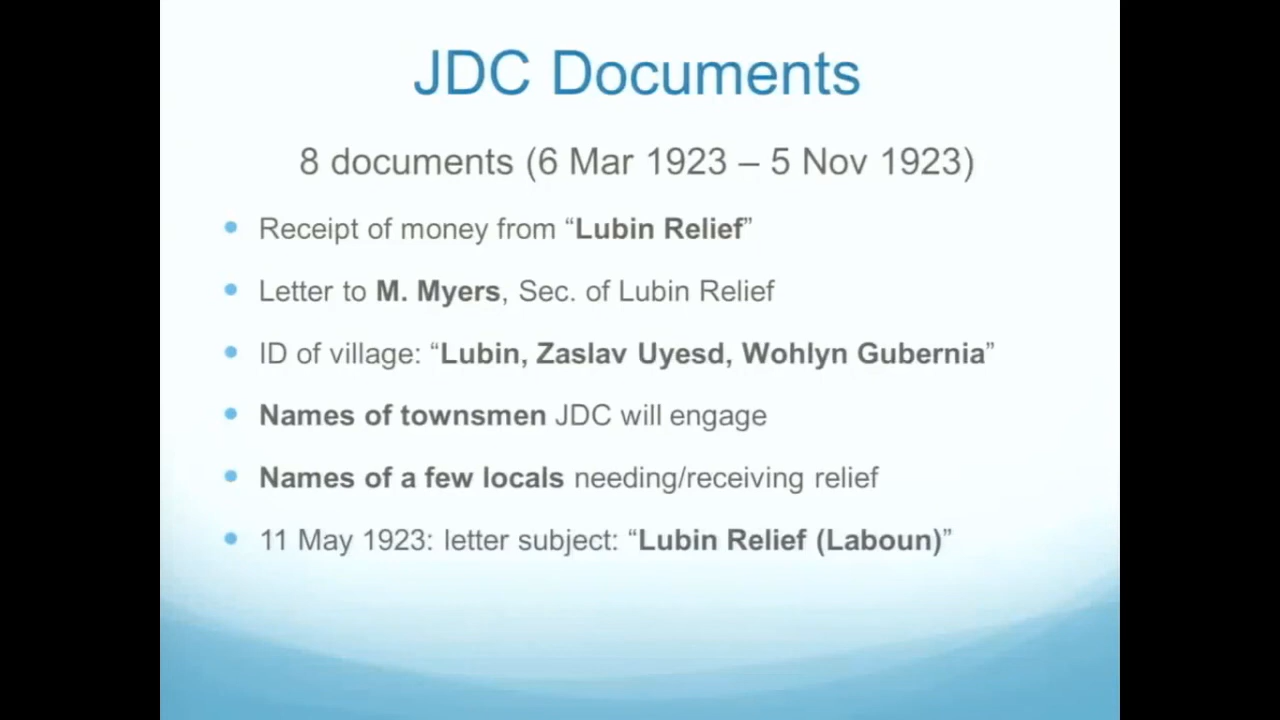 JDC Documents
8 documents (6 Mar 1923 – 5 Nov 1923)
Receipt of money from “Lubin Relief”
Letter to M. Myers, Sec. of Lubin Relief
ID of village: “Lubin, Zaslav Uyesd, Wohlyn Gubernia”
Names of townsmen JDC will engage
Names of a few locals needing/receiving relief
11 May 1923: letter subject: “Lubin Relief (Laboun)”